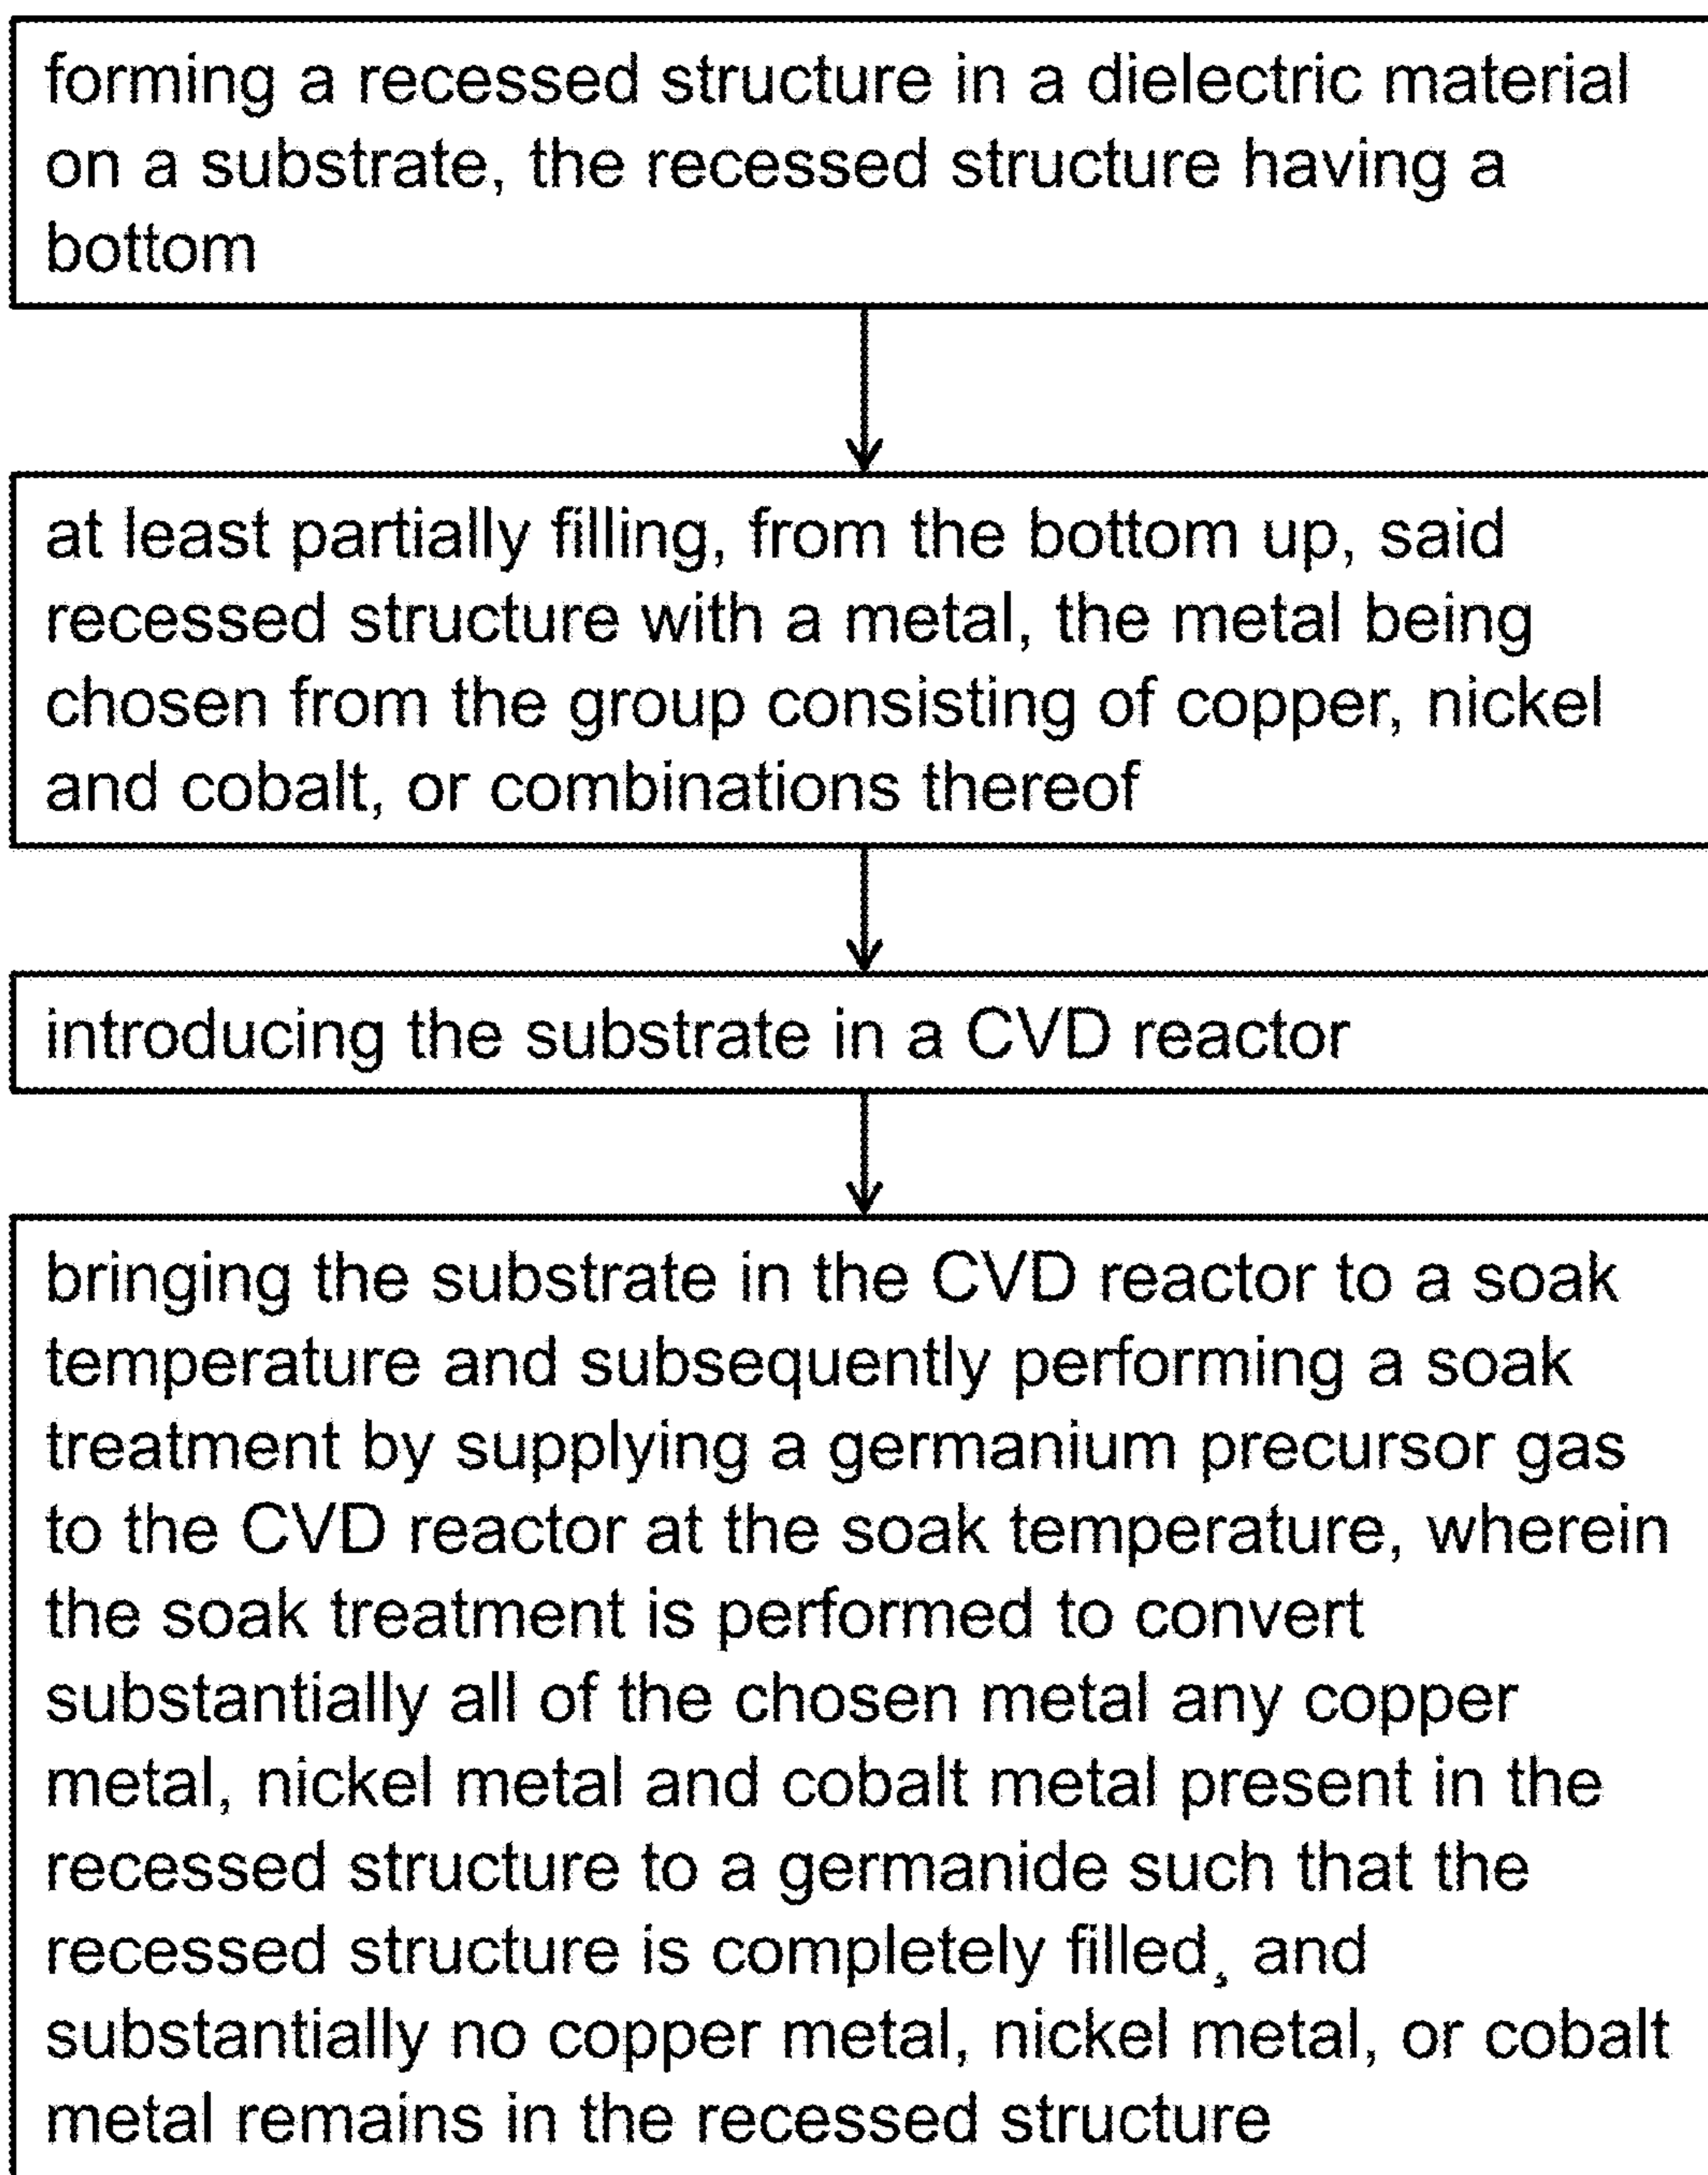 forming a recessed structure in a dielectric material
on a substrate, the recessed structure having a
bottom
at least partially filling, from the bottom up, said
recessed structure with a metal, the metal being
chosen from the group consisting of copper, nickel
and cobalt, or combinations thereof
introducing the substrate in a CVD reactor
bringing the substrate in the CVD reactor to a soak
temperature and subsequently performing a soak
treatment by supplying a germanium precursor gas
to the CVD reactor at the soak temperature, wherein
the soak treatment is performed to convert
substantially all of the chosen metal any copper
metal, nickel metal and cobalt metal present in the
recessed structure to a germanide such that the
recessed structure is completely filled, and
substantially no copper metal, nickel metal, or cobalt
metal remains in the recessed structure